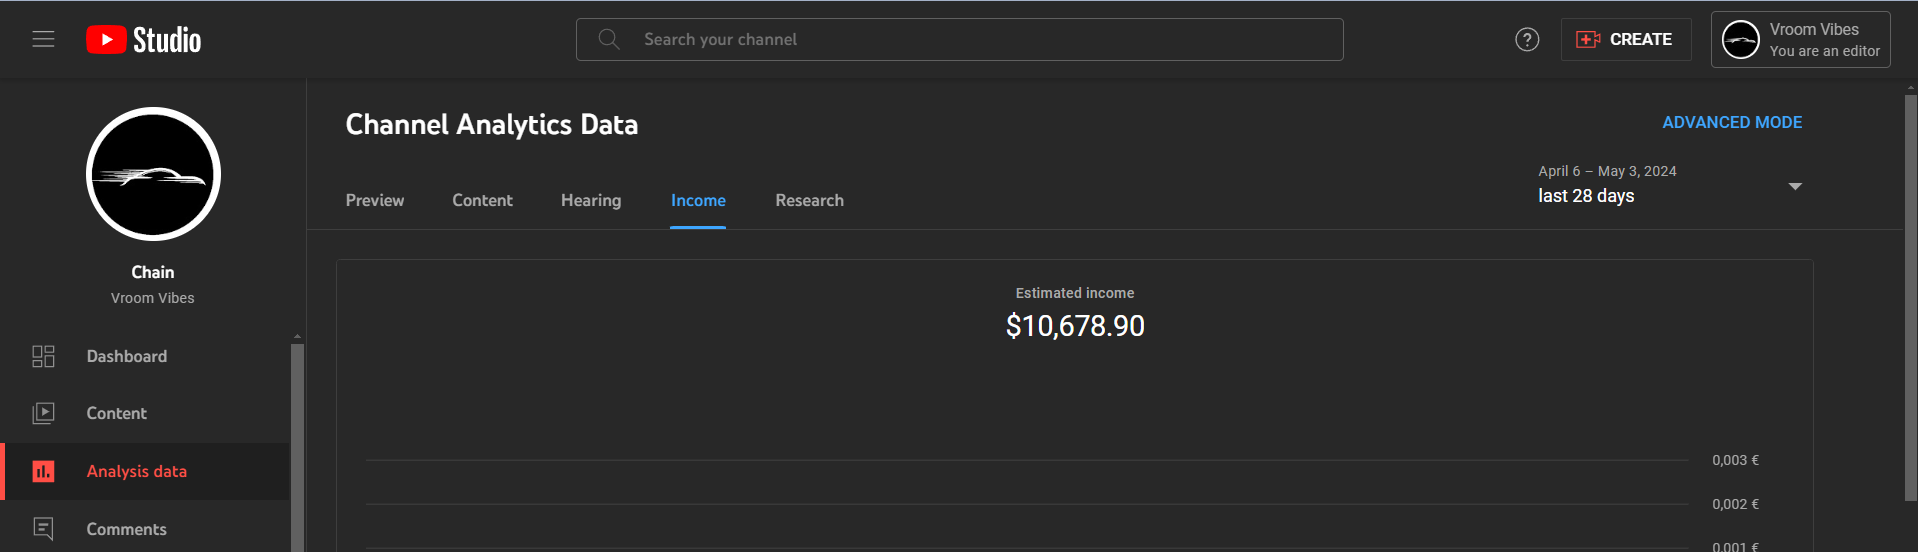 Studio
Search your channel
?
CREATE
Vroom Vibes
You are an editor
Chain
Vroom Vibes
Dashboard
Content
Analysis data
Comments
Channel Analytics Data
ADVANCED MODE
Preview
Content
Hearing
Income
Research
April 6 – May 3, 2024
last 28 days
Estimated income
$10,678.90
0,003 €
0,002 €
0,001 €